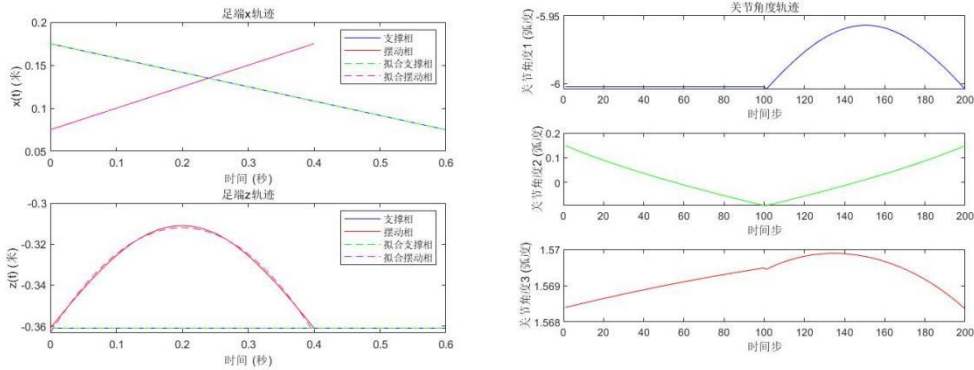 足端x轨迹
0.2
0.15
0.1
0.05
x(t) (米)
支撑相
摆动相
拟合支撑相
拟合摆动相
0 0.1 0.2 0.3 0.4 0.5 0.6
时间 (秒)
足端z轨迹
-0.3
-0.32
-0.34
-0.36
z(t) (米)
支撑相
摆动相
拟合支撑相
拟合摆动相
0 0.1 0.2 0.3 0.4 0.5 0.6
时间 (秒)
关节角度轨迹
-5.95
-6
关节角度1 (弧度)
0 20 40 60 80 100 120 140 160 180 200
时间步
0.2
0
关节角度2 (弧度)
0 20 40 60 80 100 120 140 160 180 200
时间步
1.57
1.569
1.568
关节角度3 (弧度)
0 20 40 60 80 100 120 140 160 180 200
时间步